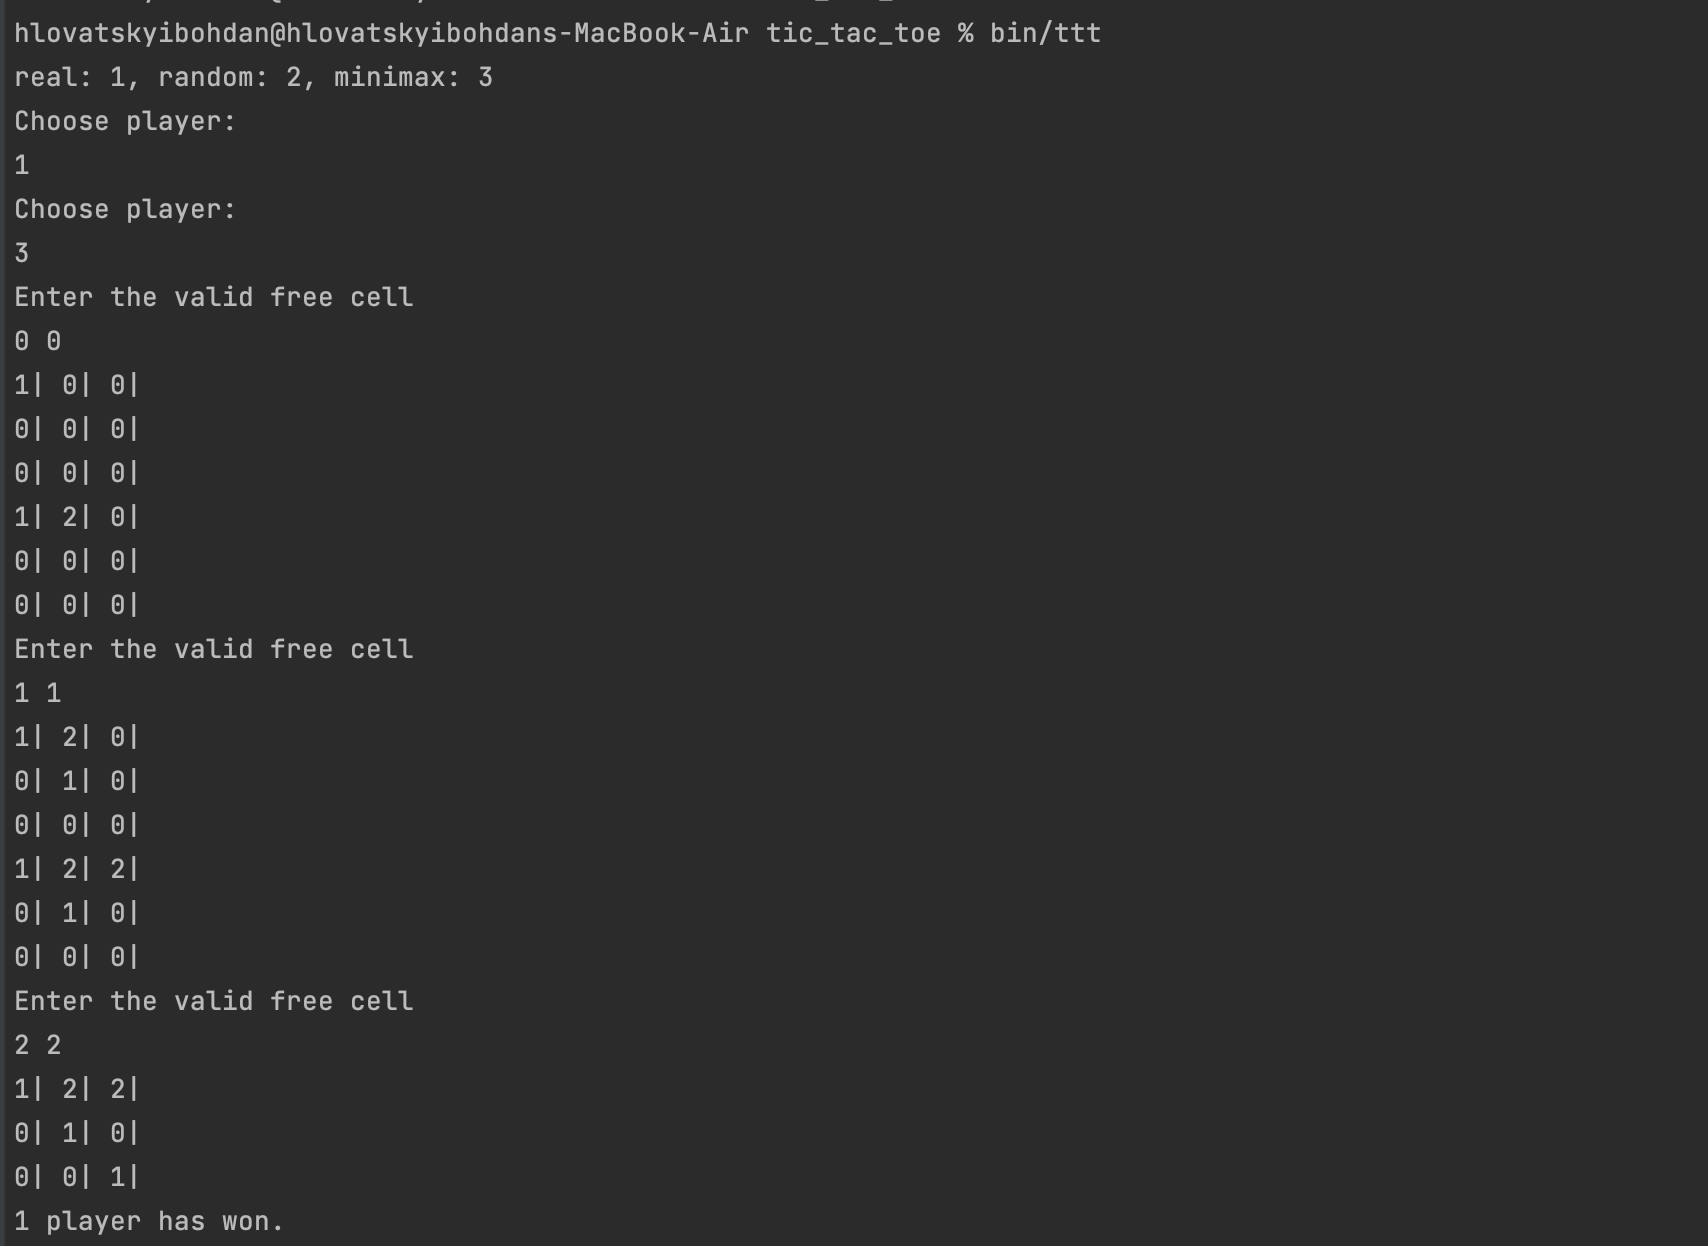 hlovatskyibohdan@hlovatskyibohdans-MacBook-Air tic_tac_toe % bin/ttt
real: 1, random: 2, minimax: 3
Choose player:
1
Choose player:
3
Enter the valid free cell
0 0
1| 0| 0|
0| 0| 0|
0| 0| 0|
1| 2| 0|
0| 0| 0|
0| 0| 0|
Enter the valid free cell
1 1
1| 2| 0|
0| 1| 0|
0| 0| 0|
1| 2| 2|
0| 1| 0|
0| 0| 0|
Enter the valid free cell
2 2
1| 2| 2|
0| 1| 0|
0| 0| 1|
1 player has won.